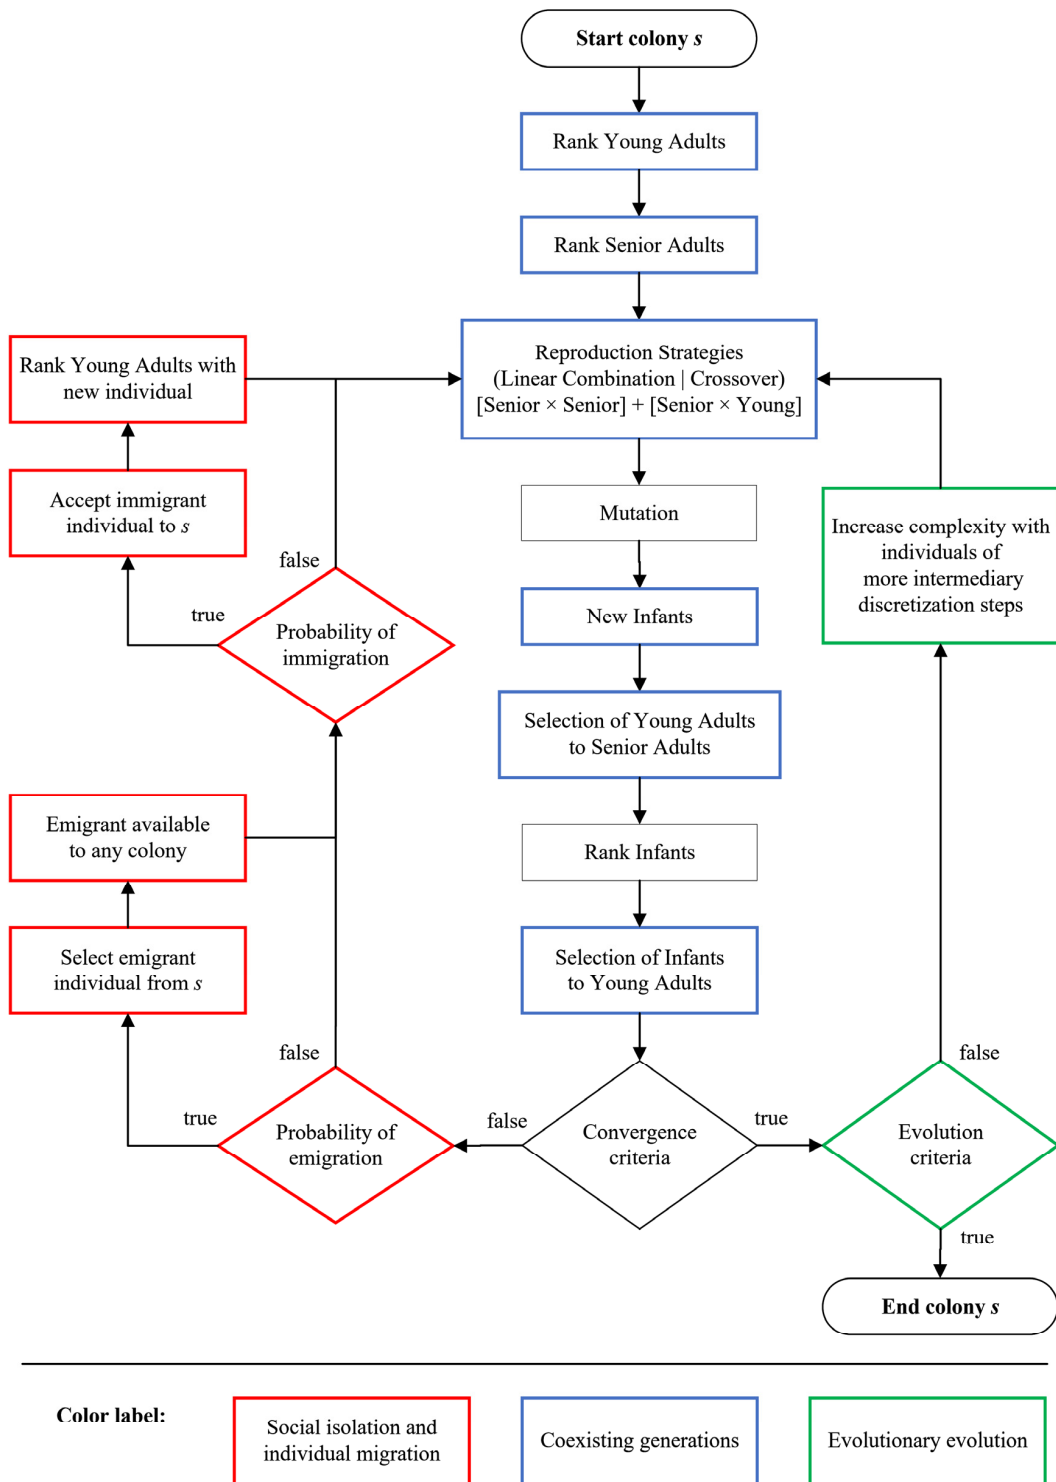 Start colony s
Rank Young Adults
Rank Senior Adults
Reproduction Strategies
(Linear Combination | Crossover)
[Senior × Senior] + [Senior × Young]
Rank Young Adults with
new individual
Accept immigrant
individual to s
Mutation
Increase complexity with
individuals of
more intermediary
discretization steps
false
true
Probability of
immigration
New Infants
Selection of Young Adults
to Senior Adults
Emigrant available
to any colony
Rank Infants
Select emigrant
individual from s
Selection of Infants
to Young Adults
false
true
Probability of
emigration
false
Convergence
criteria
true
false
Evolution
criteria
true
End colony s
Color label:
Social isolation and
individual migration
Coexisting generations
Evolutionary evolution